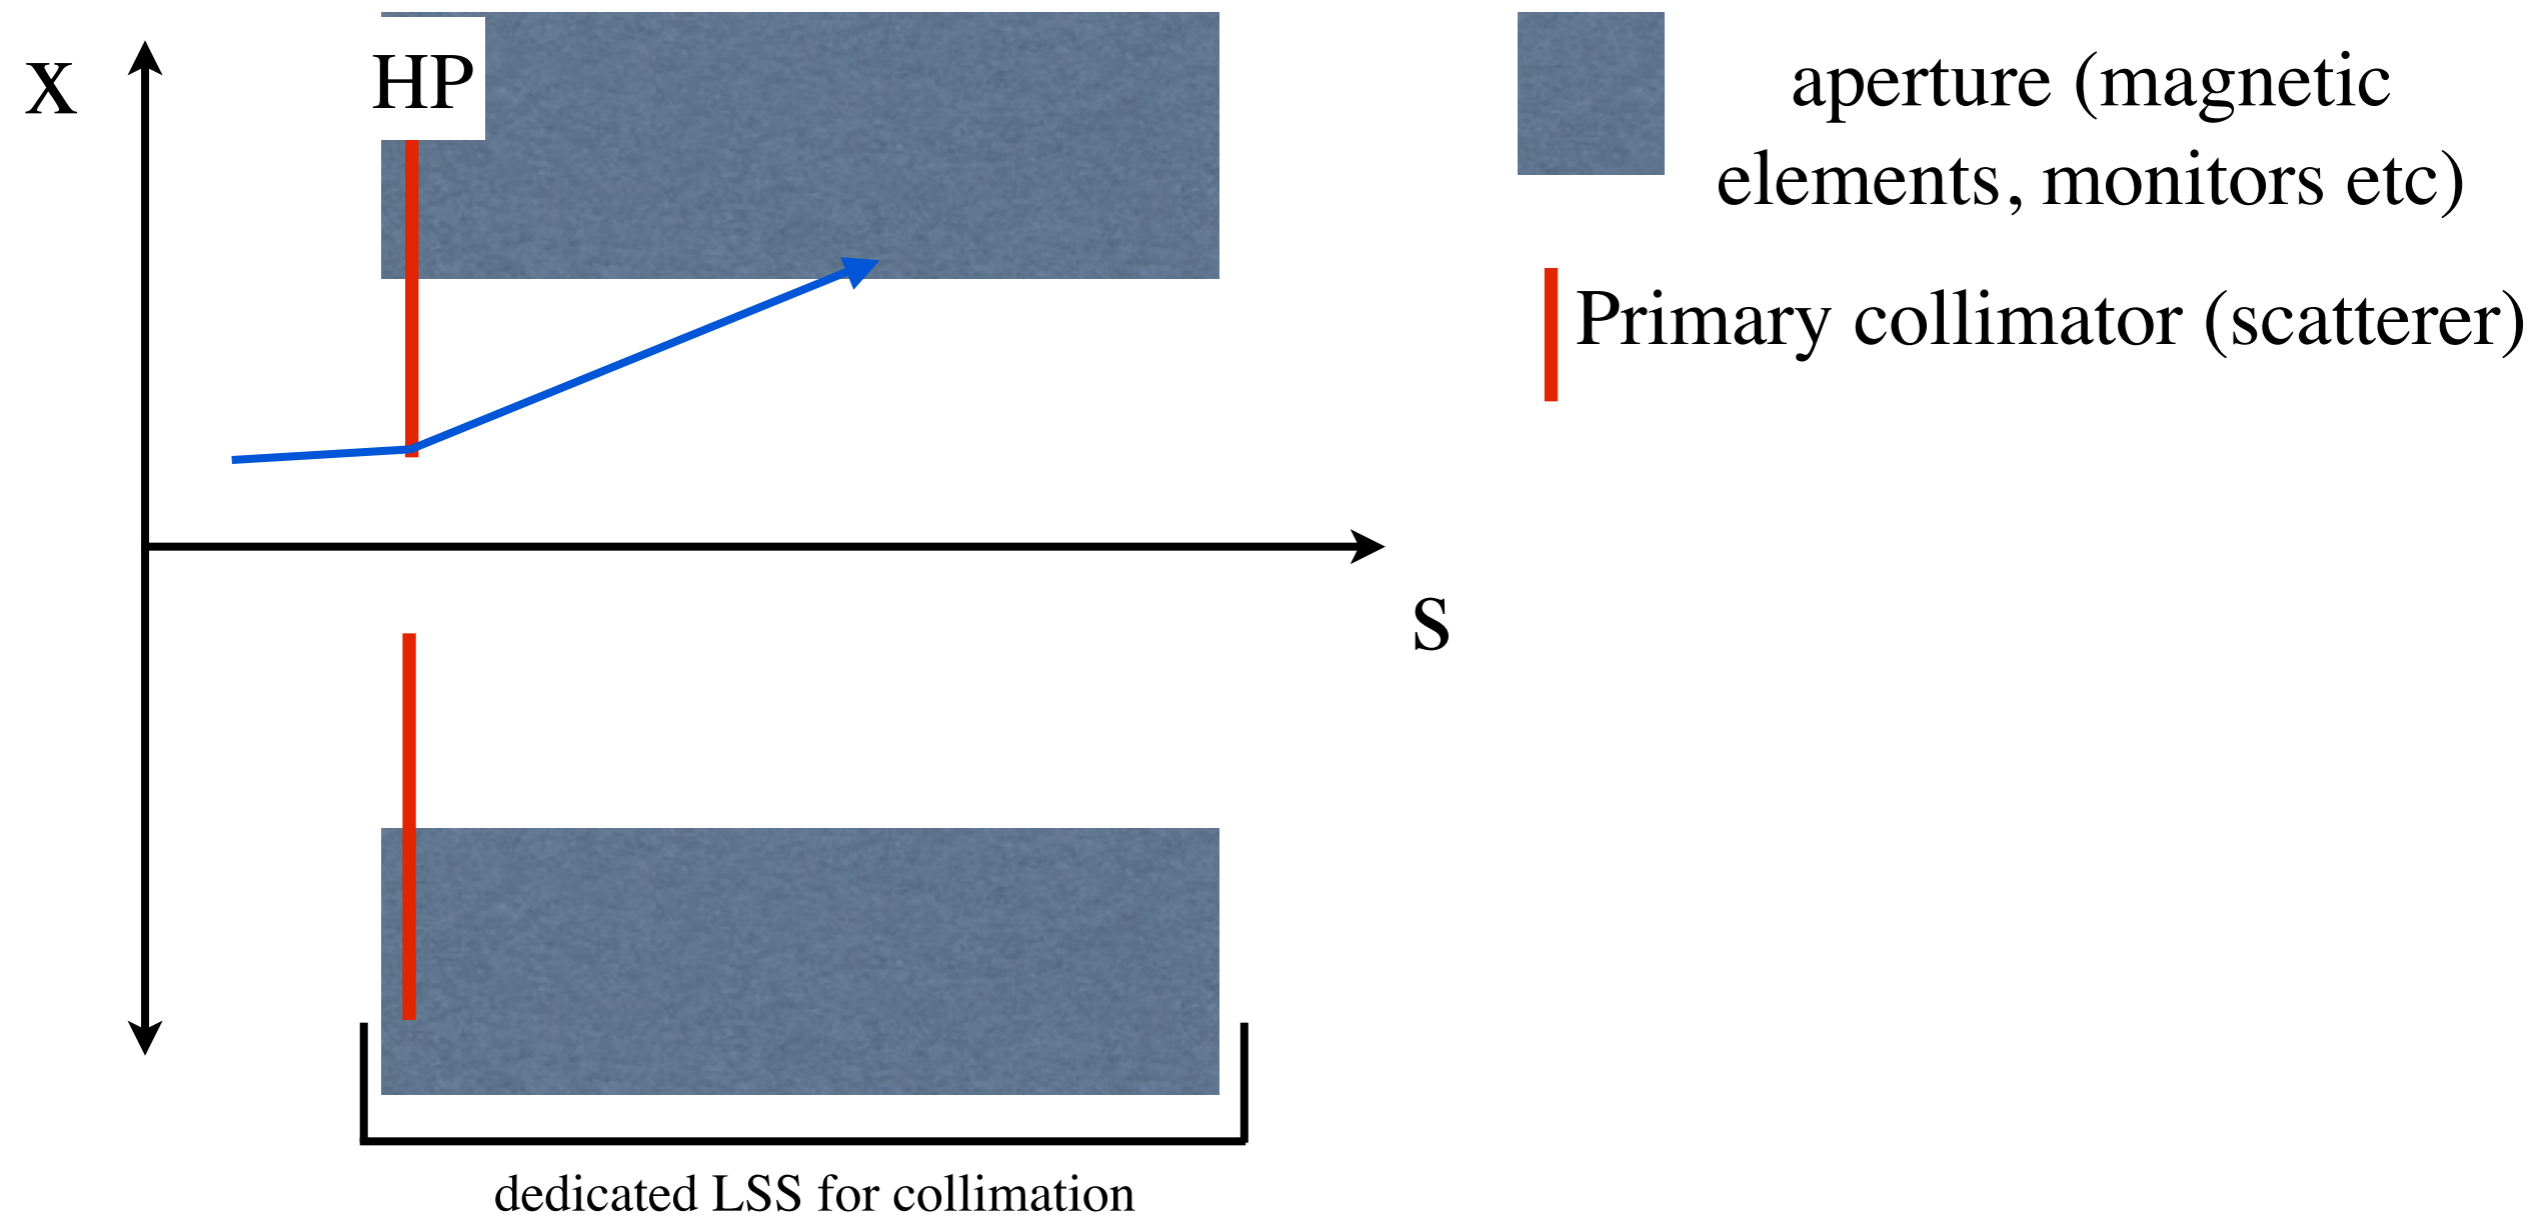 x
HP
aperture (magnetic
elements, monitors etc)
Primary collimator (scatterer)
s
dedicated LSS for collimation